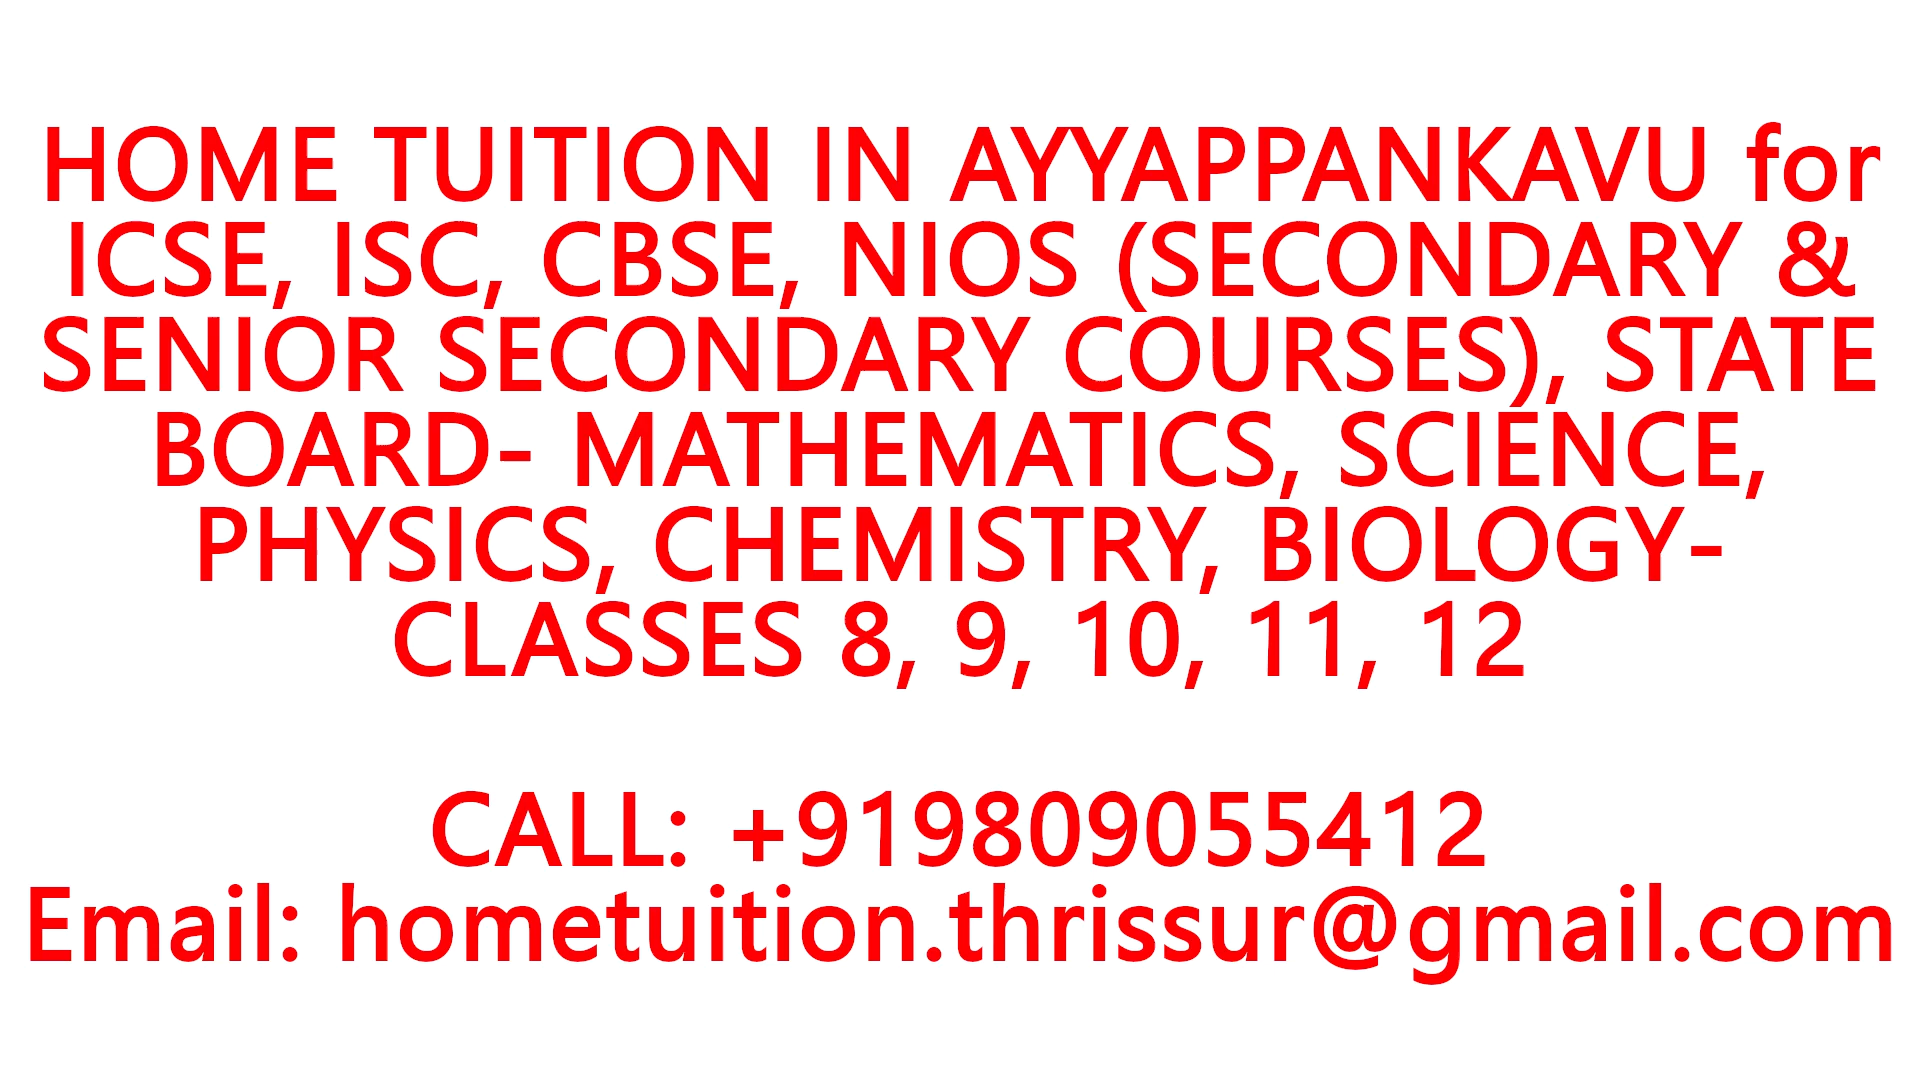 HOME TUITION IN AYYAPPANKAVU for
ICSE, ISC, CBSE, NIOS (SECONDARY &
SENIOR SECONDARY COURSES), STATE
BOARD- MATHEMATICS, SCIENCE,
PHYSICS, CHEMISTRY, BIOLOGY-
CLASSES 8, 9, 10, 11, 12
CALL: +919809055412
Email: hometuition.thrissur@gmail.com